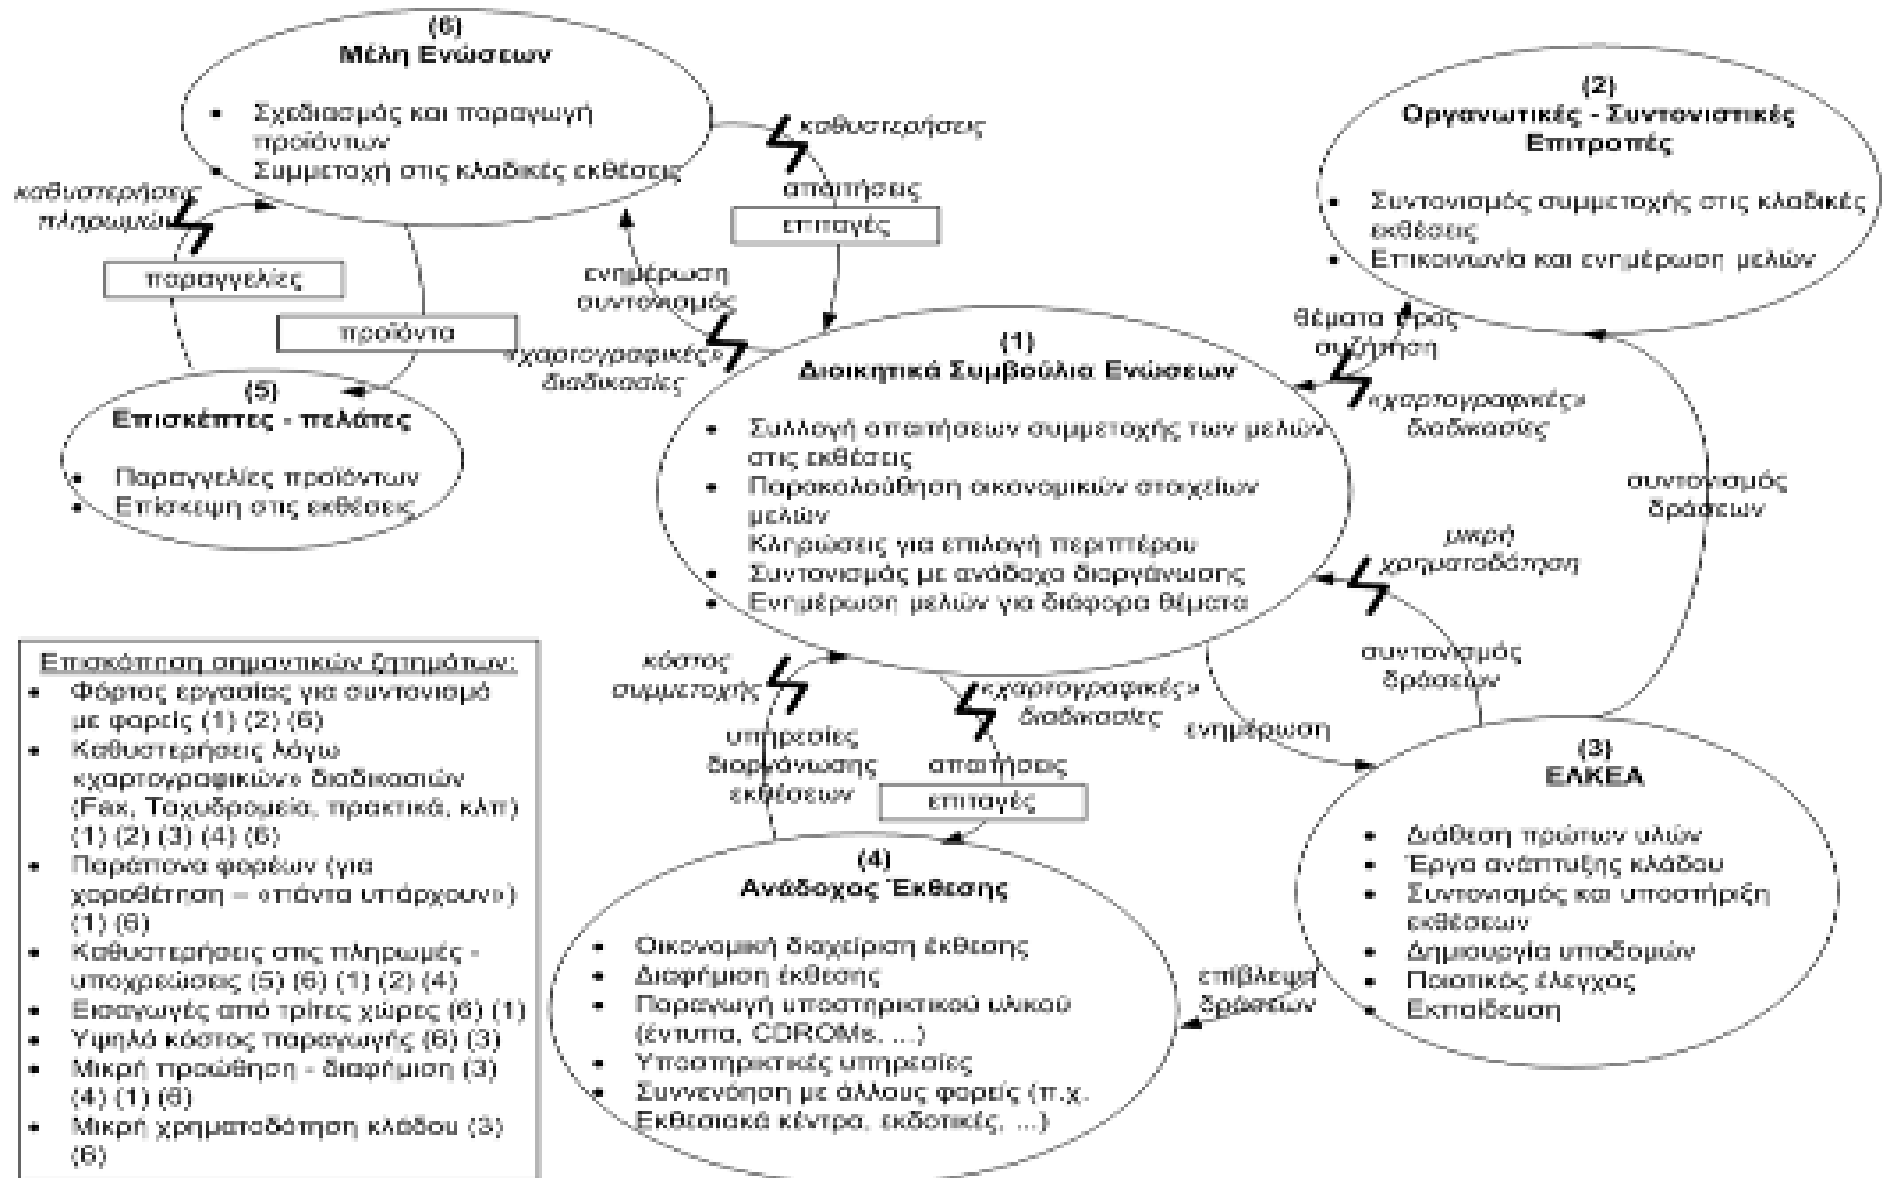 (6)
Μέλη Ενώσεων
• Σχεδιασμός και παραγωγή
προϊόντων
• Συμμετοχή στις κλαδικές εκθέσεις
καθυστερήσεις
απαιτήσεις
επιταγές
(2)
Οργανωτικές - Συντονιστικές
Επιτροπές
• Συντονισμός συμμετοχής στις κλαδικές
εκθέσεις
• Επικοινωνία και ενημέρωση μελών
καθυστερήσεις
πληρωμών
παραγγελίες
προϊόντα
ενημέρωση
συντονισμός
«χαρτογραφικές»
διαδικασίες
θέματα προς
συζήτηση
«χαρτογραφικές»
διαδικασίες
(5)
Επισκέπτες - πελάτες
• Παραγγελίες προϊόντων
• Επίσκεψη στις εκθέσεις
(1)
Διοικητικά Συμβούλια Ενώσεων
• Συλλογή απαιτήσεων συμμετοχής των μελών
στις εκθέσεις
• Παρακολούθηση οικονομικών στοιχείων
μελών
Κληρώσεις για επιλογή περιπτέρου
• Συντονισμός με ανάδοχο διοργάνωσης
• Ενημέρωση μελών για διάφορα θέματα
συντονισμός
δράσεων
μικρή
χρηματοδότηση
συντονισμός
δράσεων
κόστος
συμμετοχής
υπηρεσίες
διοργάνωσης
εκθέσεων
«χαρτογραφικές»
διαδικασίες
απαιτήσεις
επιταγές
ενημέρωση
(3)
ΕΛΚΕΑ
• Διάθεση πρώτων υλών
• Έργα ανάπτυξης κλάδου
• Συντονισμός και υποστήριξη
εκθέσεων
• Δημιουργία υποδομών
• Ποιοτικός έλεγχος
• Εκπαίδευση
επίβλεψη
δράσεων
(4)
Ανάδοχος Έκθεσης
• Οικονομική διαχείριση έκθεσης
• Διαφήμιση έκθεσης
• Παραγωγή υποστηρικτικού υλικού
(έντυπα, CDROMs, ...)
• Υποστηρικτικές υπηρεσίες
• Συννενόηση με άλλους φορείς (π.χ.
Εκθεσιακά κέντρα, εκδοτικές, ...)
Επισκόπηση σημαντικών ζητημάτων:
• Φόρτος εργασίας για συντονισμό
με φορείς (1) (2) (6)
• Καθυστερήσεις λόγω
«χαρτογραφικών» διαδικασιών
(Fax, Ταχυδρομεία, πρακτικά, κλπ)
(1) (2) (3) (4) (6)
• Παράπονα φορέων (για
χοροθέτηση – «πάντα υπάρχουν»)
(1) (6)
• Καθυστερήσεις στις πληρωμές -
υποχρεώσεις (5) (6) (1) (2) (4)
• Εισαγωγές από τρίτες χώρες (6) (1)
• Υψηλό κόστος παραγωγής (6) (3)
• Μικρή προώθηση - διαφήμιση (3)
(4) (1) (6)
• Μικρή χρηματοδότηση κλάδου (3)
(6)